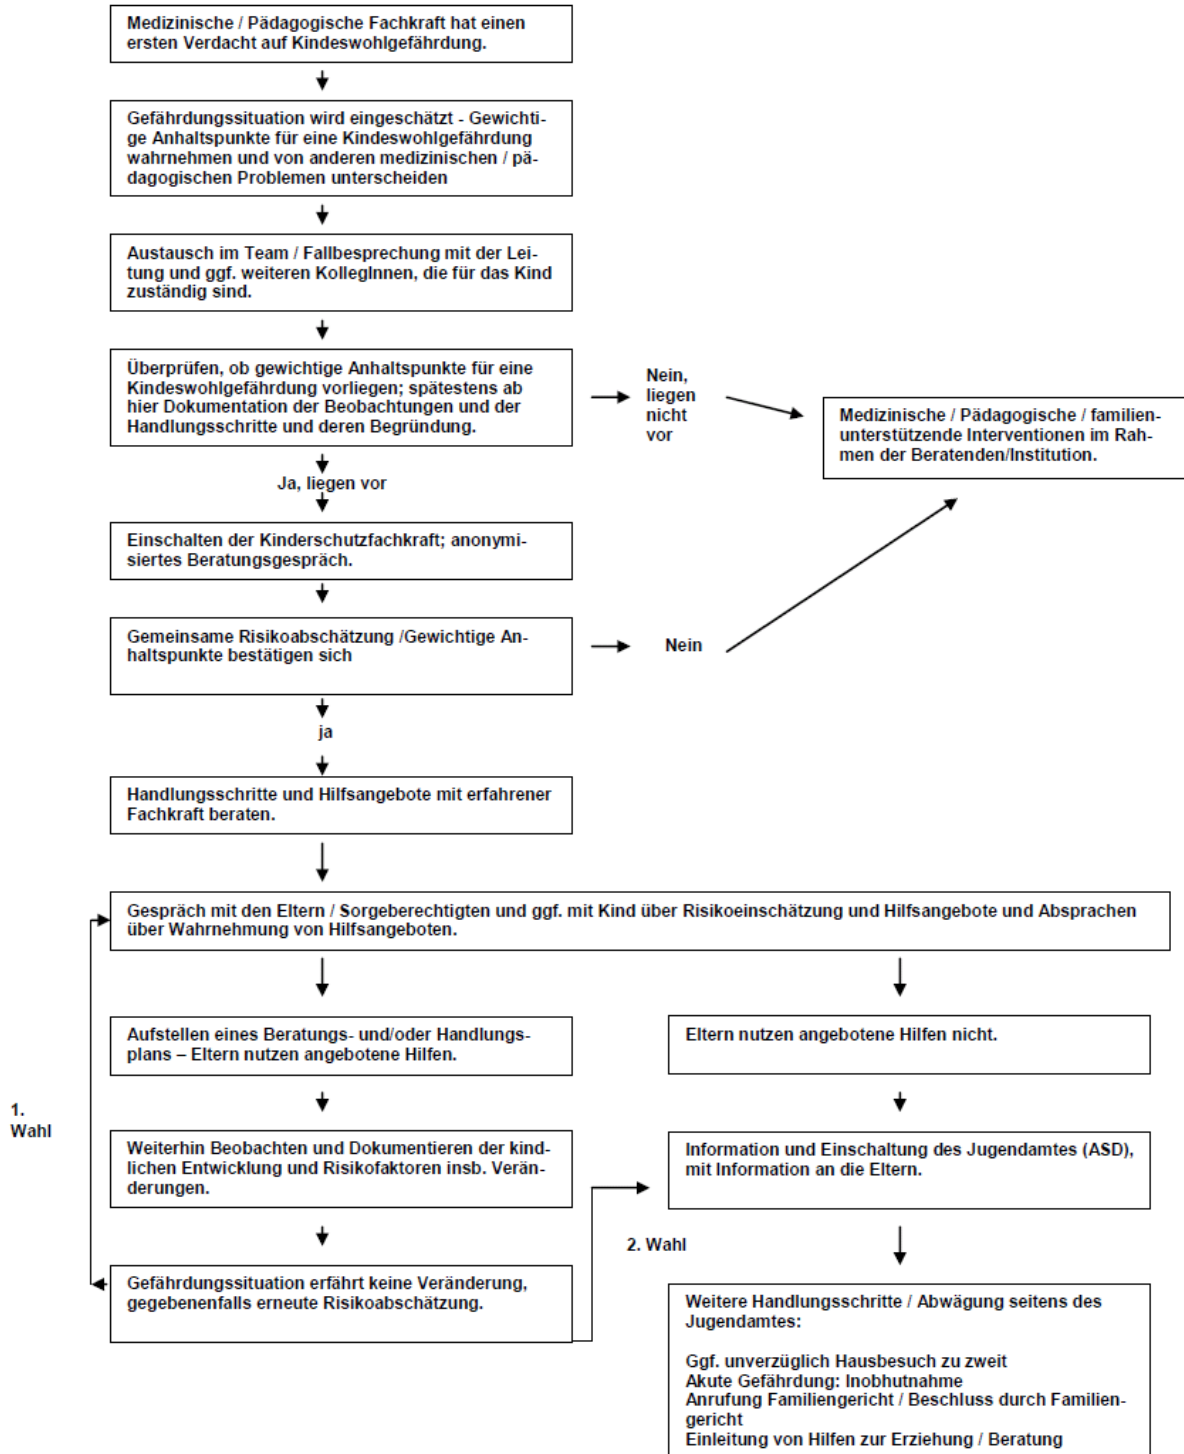 Medizinische / Pädagogische Fachkraft hat einen
ersten Verdacht auf Kindeswohlgefährdung.
Gefährdungssituation wird eingeschätzt - Gewichti-
ge Anhaltspunkte für eine Kindeswohlgefährdung
wahrnehmen und von anderen medizinischen / pä-
dagogischen Problemen unterscheiden
Austausch im Team / Fallbesprechung mit der Lei-
tung und ggf. weiteren KollegInnen, die für das Kind
zuständig sind.
Überprüfen, ob gewichtige Anhaltspunkte für eine
Kindeswohlgefährdung vorliegen; spätestens ab
hier Dokumentation der Beobachtungen und der
Handlungsschritte und deren Begründung.
Nein,
liegen
nicht
vor
Medizinische / Pädagogische / familien-
unterstützende Interventionen im Rah-
men der Beratenden/Institution.
Ja, liegen vor
Einschalten der Kinderschutzfachkraft; anonymi-
siertes Beratungsgespräch.
Gemeinsame Risikoabschätzung /Gewichtige An-
haltspunkte bestätigen sich
Nein
ja
Handlungsschritte und Hilfsangebote mit erfahrener
Fachkraft beraten.
Gespräch mit den Eltern / Sorgeberechtigten und ggf. mit Kind über Risikoeinschätzung und Hilfsangebote und Absprachen
über Wahrnehmung von Hilfsangeboten.
Aufstellen eines Beratungs- und/oder Handlungs-
plans – Eltern nutzen angebotene Hilfen.
Eltern nutzen angebotene Hilfen nicht.
1.
Wahl
Weiterhin Beobachten und Dokumentieren der kind-
lichen Entwicklung und Risikofaktoren insb. Verän-
derungen.
Information und Einschaltung des Jugendamtes (ASD),
mit Information an die Eltern.
2. Wahl
Gefährdungssituation erfährt keine Veränderung,
gegebenenfalls erneute Risikoabschätzung.
Weitere Handlungsschritte / Abwägung seitens des
Jugendamtes:
Ggf. unverzüglich Hausbesuch zu zweit
Akute Gefährdung: Inobhutnahme
Anrufung Familiengericht / Beschluss durch Familien-
gericht
Einleitung von Hilfen zur Erziehung / Beratung